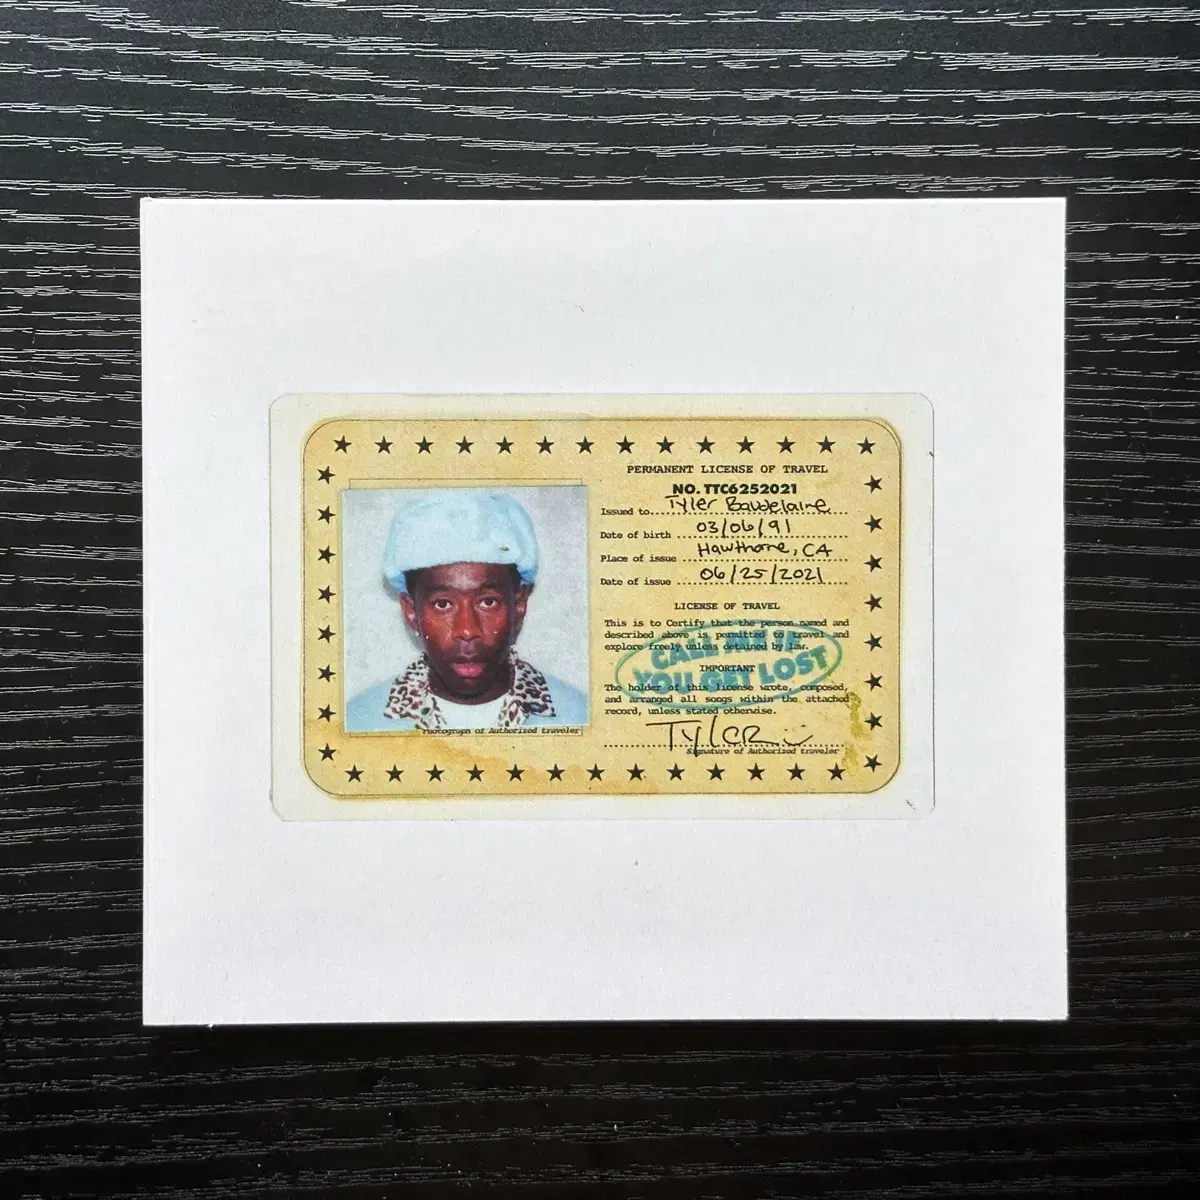 PERMANENT LICENSE OF TRAVEL
NO. TTC6252021
Issued to Tyler Baudelaire
Date of birth 03/06/91
Place of issue Hawthorne, CA
Date of issue 06/25/2021
LICENSE OF TRAVEL
This is to Certify that the person named and
described above is permitted to travel and
explore freely unless detained by law.
CALL ME IF
YOU GET LOST
IMPORTANT
The holder of this license wrote, composed,
and arranged all songs within the attached
record, unless stated otherwise.
Tyler
Signature of Authorized traveler
Photograph of Authorized traveler